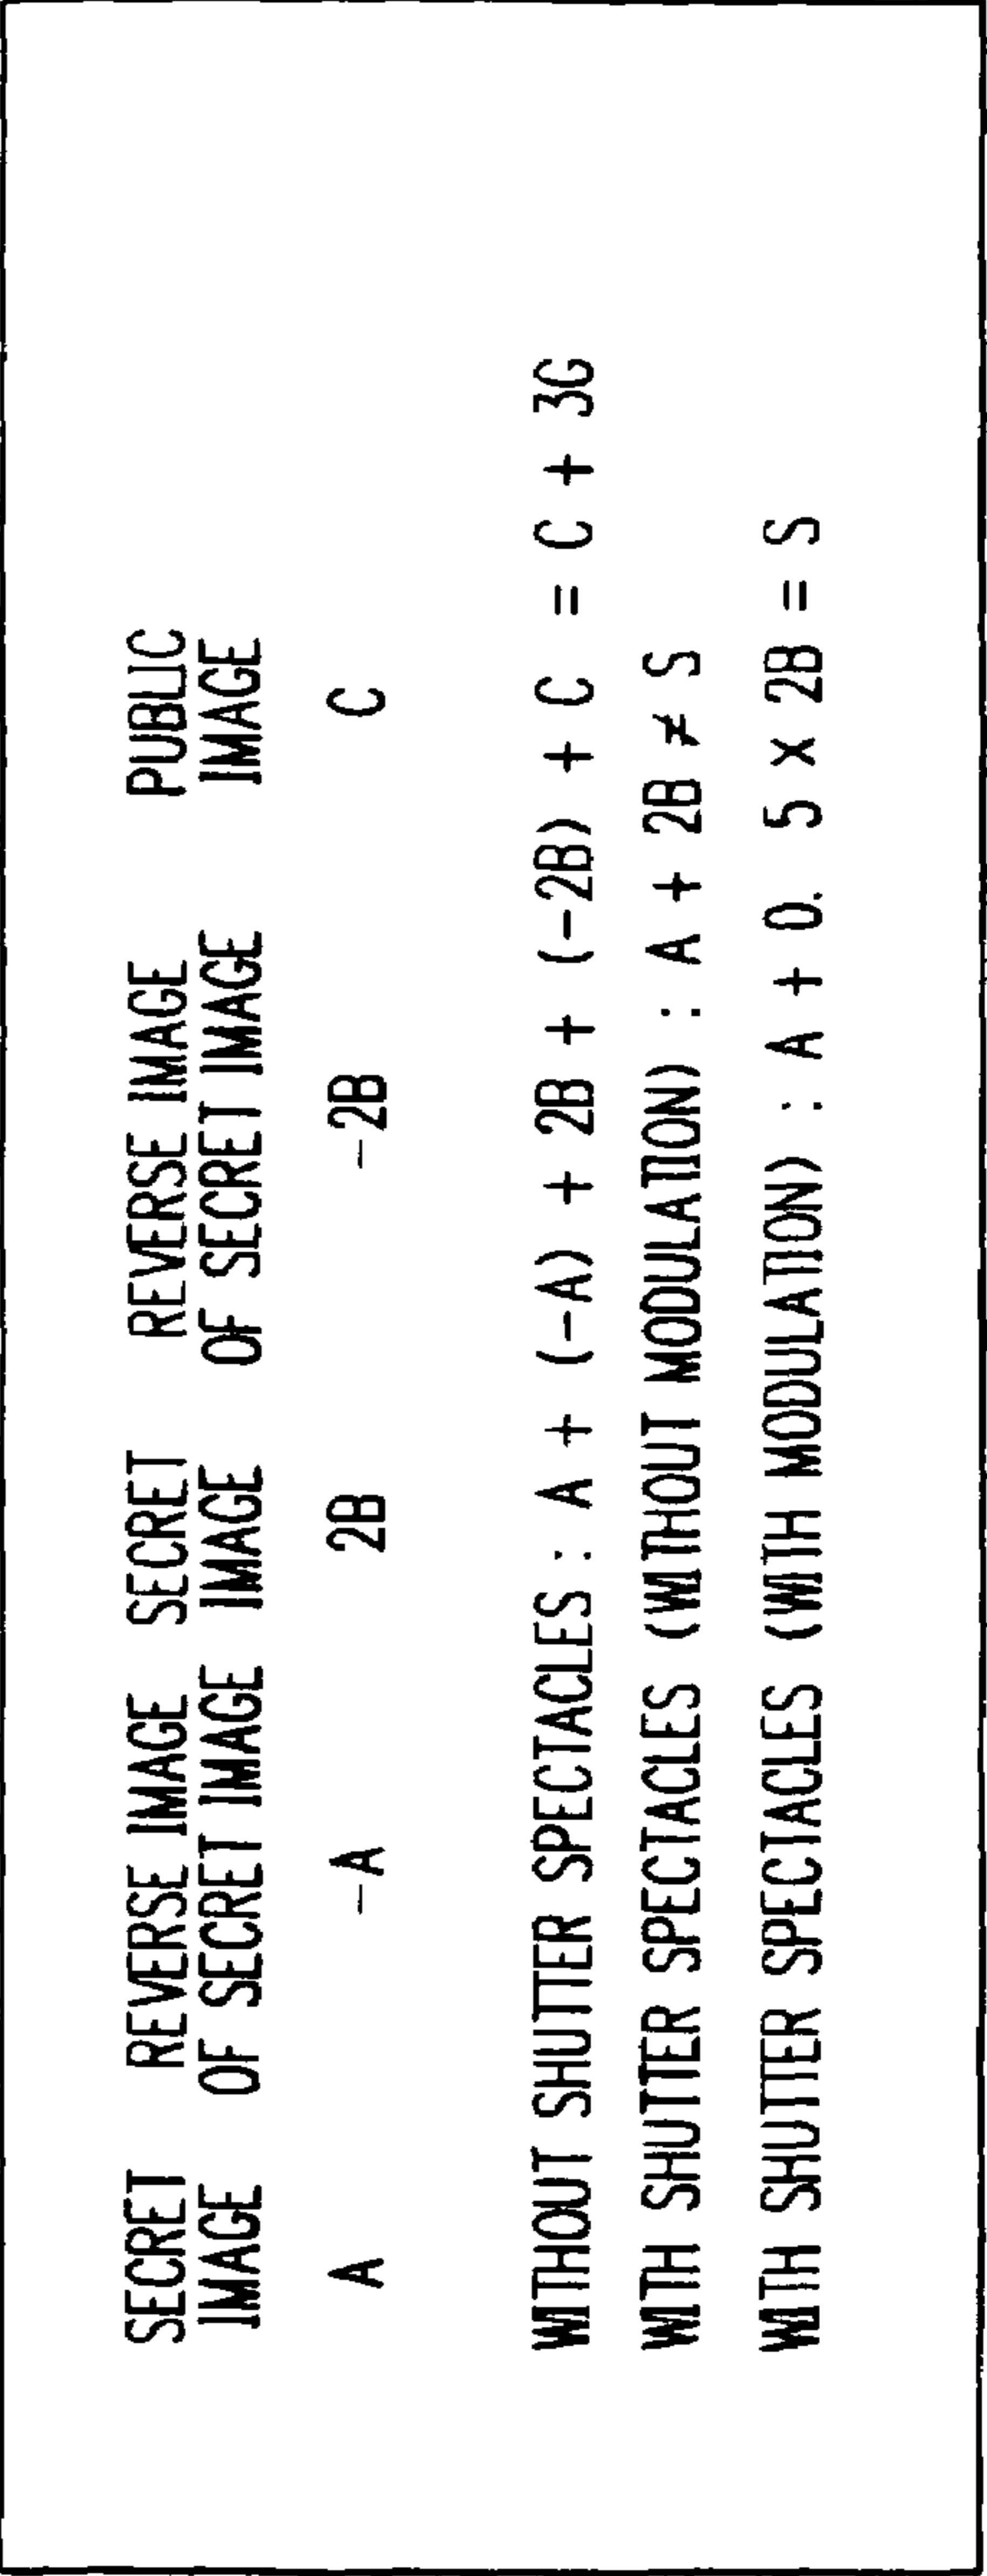 SECRET REVERSE IMAGE SECRET REVERSE IMAGE PUBLIC
IMAGE OF SECRET IMAGE IMAGE OF SECRET IMAGE IMAGE
A -A 2B -2B C
WITHOUT SHUTTER SPECTACLES : A + (-A) + 2B + (-2B) + C = C + 3G
WITH SHUTTER SPECTACLES (WITHOUT MODULATION) : A + 2B ≠ S
WITH SHUTTER SPECTACLES (WITH MODULATION) : A + 0. 5 × 2B = S